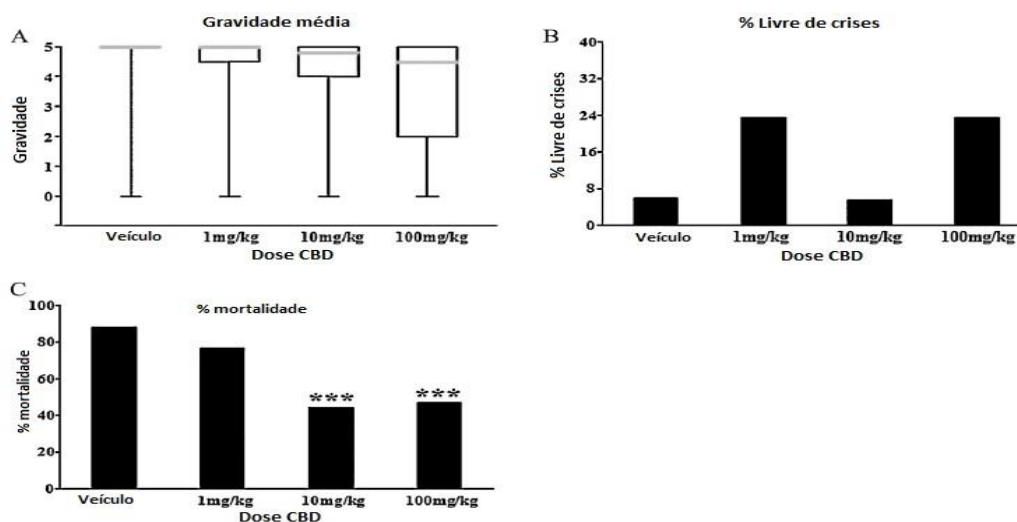 A
Gravidade média
Gravidade
5
4
3
2
1
0
Veículo 1mg/kg 10mg/kg 100mg/kg
Dose CBD
B
% Livre de crises
% Livre de crises
40
32
24
16
8
0
Veículo 1mg/kg 10mg/kg 100mg/kg
Dose CBD
C
% mortalidade
% mortalidade
100
80
60
40
20
0
*** ***
Veículo 1mg/kg 10mg/kg 100mg/kg
Dose CBD